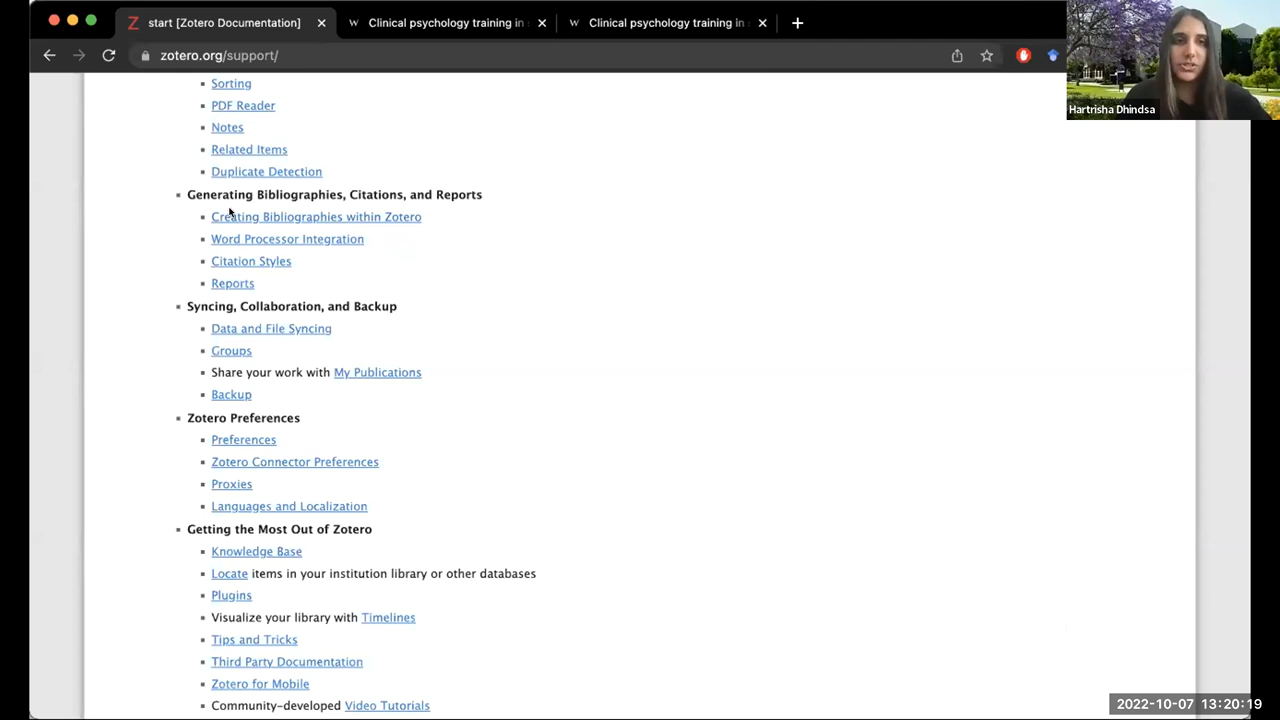 start [Zotero Documentation]
Clinical psychology training in
Clinical psychology training in
zotero.org/support/
Hartrisha Dhindsa
Sorting
PDF Reader
Notes
Related Items
Duplicate Detection
Generating Bibliographies, Citations, and Reports
Creating Bibliographies within Zotero
Word Processor Integration
Citation Styles
Reports
Syncing, Collaboration, and Backup
Data and File Syncing
Groups
Share your work with My Publications
Backup
Zotero Preferences
Preferences
Zotero Connector Preferences
Proxies
Languages and Localization
Getting the Most Out of Zotero
Knowledge Base
Locate items in your institution library or other databases
Plugins
Visualize your library with Timelines
Tips and Tricks
Third Party Documentation
Zotero for Mobile
Community-developed Video Tutorials
2022-10-07 13:20:19